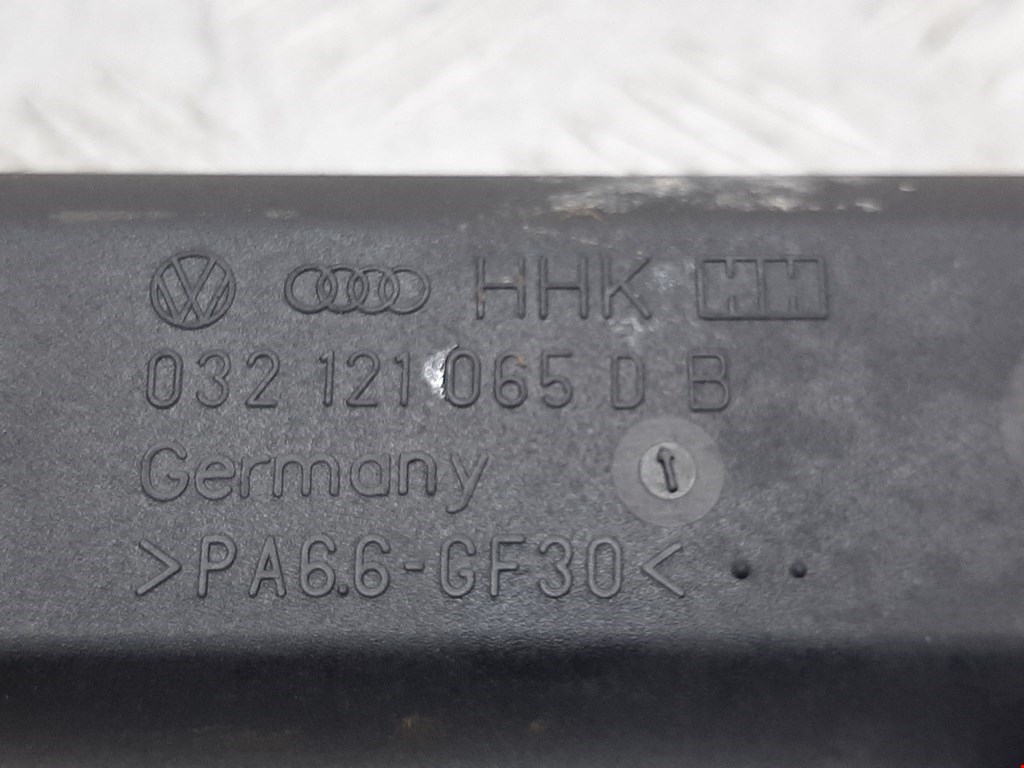 HHK
032 121 065 D B
Germany
>PA6.6-GF30<